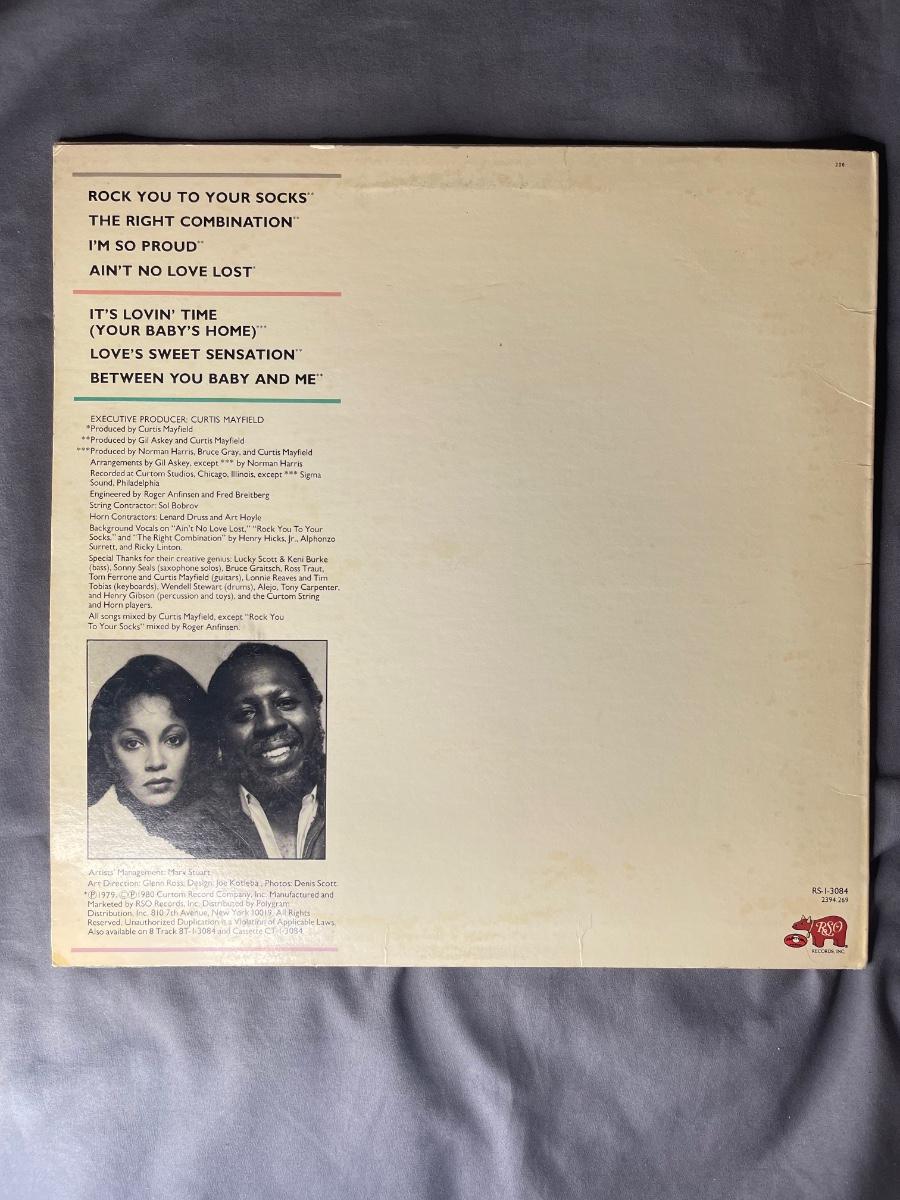 206
ROCK YOU TO YOUR SOCKS**
THE RIGHT COMBINATION**
I'M SO PROUD**
AIN'T NO LOVE LOST*
IT'S LOVIN' TIME
(YOUR BABY'S HOME)***
LOVE'S SWEET SENSATION**
BETWEEN YOU BABY AND ME**
EXECUTIVE PRODUCER: CURTIS MAYFIELD
*Produced by Curtis Mayfield
**Produced by Gil Askey and Curtis Mayfield
***Produced by Norman Harris, Bruce Gray, and Curtis Mayfield
Arrangements by Gil Askey, except *** by Norman Harris
Recorded at Curtom Studios, Chicago, Illinois, except *** Sigma
Sound, Philadelphia
Engineered by Roger Anfinsen and Fred Breitberg
String Contractor: Sol Bobrov
Horn Contractors: Lenard Druss and Art Hoyle
Background Vocals on "Ain't No Love Lost," "Rock You To Your
Socks," and "The Right Combination" by Henry Hicks, Jr., Alphonzo
Surrett, and Ricky Linton.
Special Thanks for their creative genius: Lucky Scott & Keni Burke
(bass), Sonny Seals (saxophone solos), Bruce Graitsch, Ross Traut,
Tom Ferrone and Curtis Mayfield (guitars), Lonnie Reaves and Tim
Tobias (keyboards), Wendell Stewart (drums), Alejo, Tony Carpenter,
and Henry Gibson (percussion and toys), and the Curtom String
and Horn players.
All songs mixed by Curtis Mayfield, except "Rock You
To Your Socks" mixed by Roger Anfinsen.
Artists' Management: Marv Stuart
Art Direction: Glenn Ross, Design: Joe Kotleba, Photos: Denis Scott
*Ⓟ1979, ©Ⓟ1980 Curtom Record Company, Inc. Manufactured and
Marketed by RSO Records, Inc. Distributed by Polygram
Distribution, Inc. 810 7th Avenue, New York 10019. All Rights
Reserved. Unauthorized Duplication is a Violation of Applicable Laws.
Also available on 8 Track 8T-1-3084 and Cassette CT-1-3084
RS-1-3084
2394.269
RSO
RECORDS, INC.